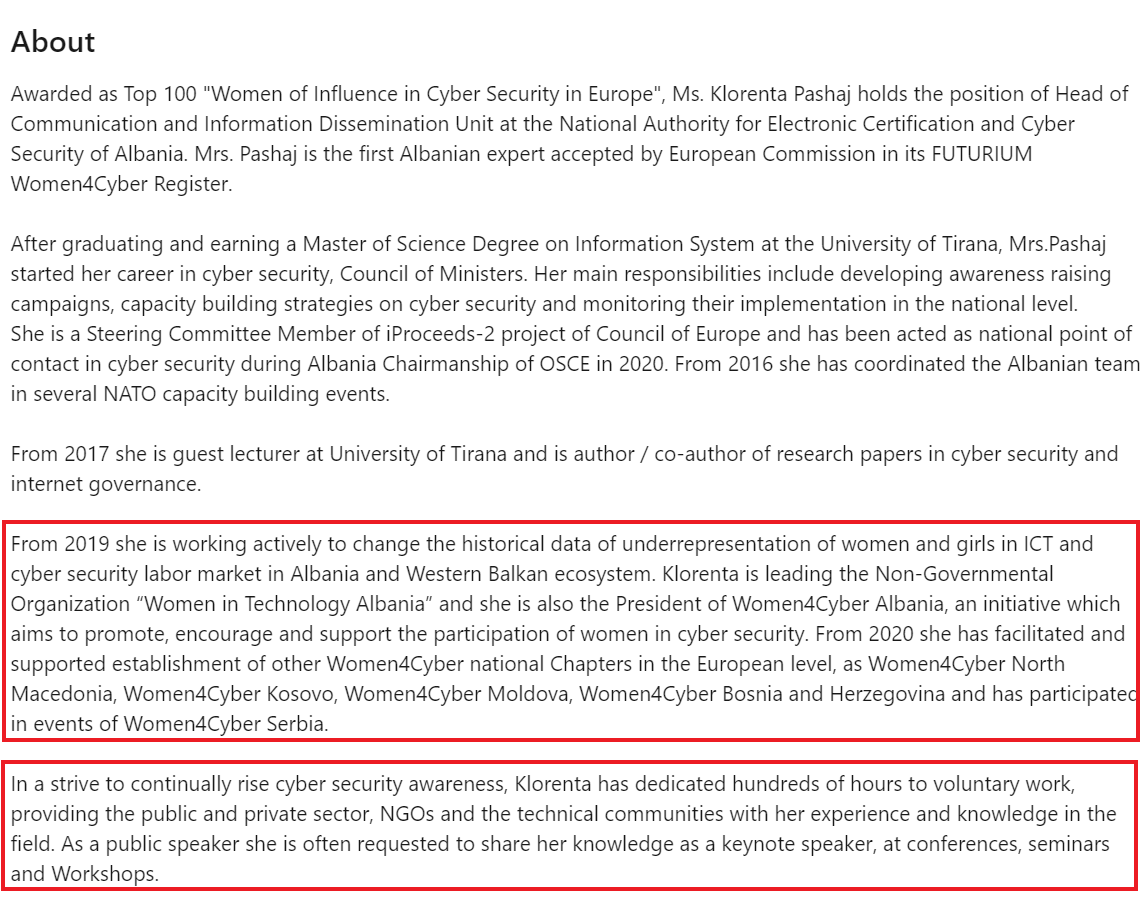 About
Awarded as Top 100 "Women of Influence in Cyber Security in Europe", Ms. Klorenta Pashaj holds the position of Head of
Communication and Information Dissemination Unit at the National Authority for Electronic Certification and Cyber
Security of Albania. Mrs. Pashaj is the first Albanian expert accepted by European Commission in its FUTURIUM
Women4Cyber Register.
After graduating and earning a Master of Science Degree on Information System at the University of Tirana, Mrs.Pashaj
started her career in cyber security, Council of Ministers. Her main responsibilities include developing awareness raising
campaigns, capacity building strategies on cyber security and monitoring their implementation in the national level.
She is a Steering Committee Member of iProceeds-2 project of Council of Europe and has been acted as national point of
contact in cyber security during Albania Chairmanship of OSCE in 2020. From 2016 she has coordinated the Albanian team
in several NATO capacity building events.
From 2017 she is guest lecturer at University of Tirana and is author / co-author of research papers in cyber security and
internet governance.
From 2019 she is working actively to change the historical data of underrepresentation of women and girls in ICT and
cyber security labor market in Albania and Western Balkan ecosystem. Klorenta is leading the Non-Governmental
Organization “Women in Technology Albania” and she is also the President of Women4Cyber Albania, an initiative which
aims to promote, encourage and support the participation of women in cyber security. From 2020 she has facilitated and
supported establishment of other Women4Cyber national Chapters in the European level, as Women4Cyber North
Macedonia, Women4Cyber Kosovo, Women4Cyber Moldova, Women4Cyber Bosnia and Herzegovina and has participated
in events of Women4Cyber Serbia.
In a strive to continually rise cyber security awareness, Klorenta has dedicated hundreds of hours to voluntary work,
providing the public and private sector, NGOs and the technical communities with her experience and knowledge in the
field. As a public speaker she is often requested to share her knowledge as a keynote speaker, at conferences, seminars
and Workshops.